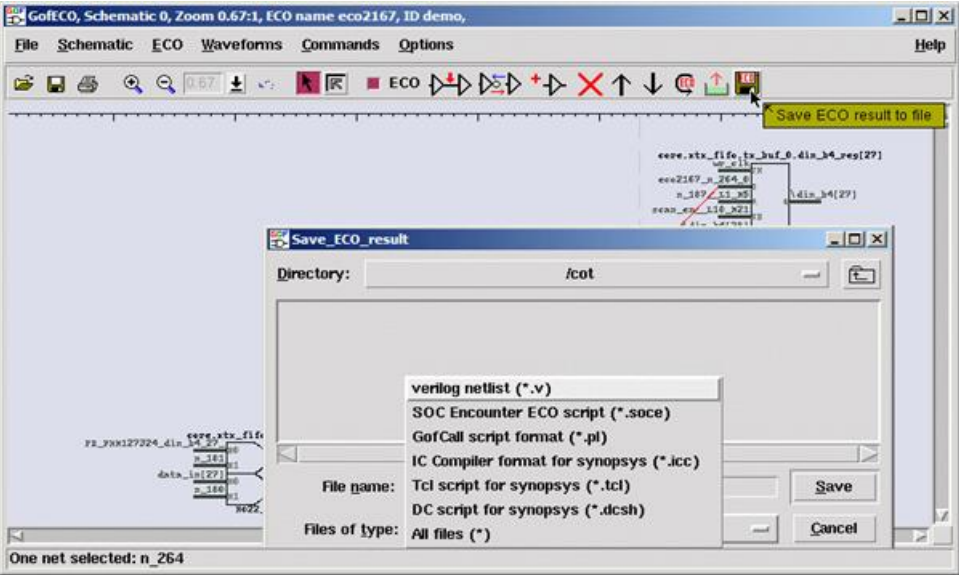 GofECO, Schematic 0, Zoom 0.67:1, ECO name eco2167, ID demo,
File Schematic ECO Waveforms Commands Options Help
0.67 ECO
Save ECO result to file
core.xtx_fifo.tx_buf_0.din_b4_reg[27]
wr_clk
eco2167_n_264_0
n_187_L1_N5
\din_b4[27]
scan_en_L10_N21
Save_ECO_result
Directory: /cot
verilog netlist (*.v)
SOC Encounter ECO script (*.soce)
GofCall script format (*.pl)
IC Compiler format for synopsys (*.icc)
Tcl script for synopsys (*.tcl)
DC script for synopsys (*.dcsh)
All files (*)
File name: Save
Files of type: Cancel
data_in[27]
n_181
n_180
One net selected: n_264